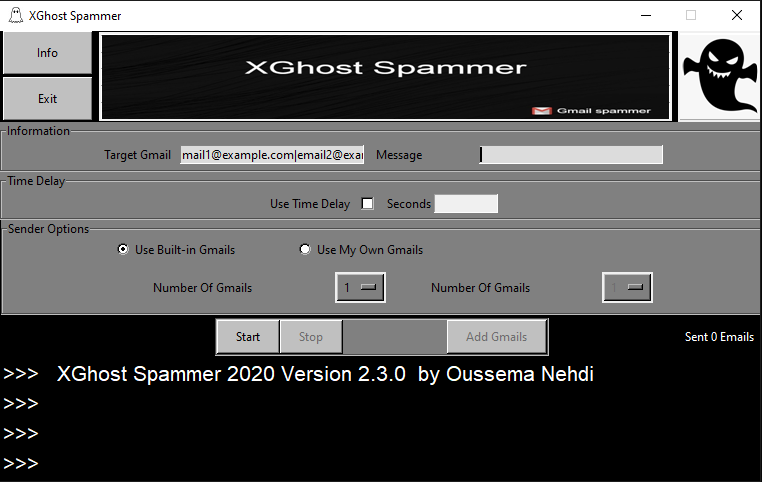 XGhost Spammer
Info
Exit
XGhost Spammer
Gmail spammer
Information
Target Gmail mail1@example.com|email2@exa Message
Time Delay
Use Time Delay Seconds
Sender Options
Use Built-in Gmails Use My Own Gmails
Number Of Gmails 1 Number Of Gmails 1
Start Stop Add Gmails Sent 0 Emails
>>> XGhost Spammer 2020 Version 2.3.0 by Oussema Nehdi
>>>
>>>
>>>